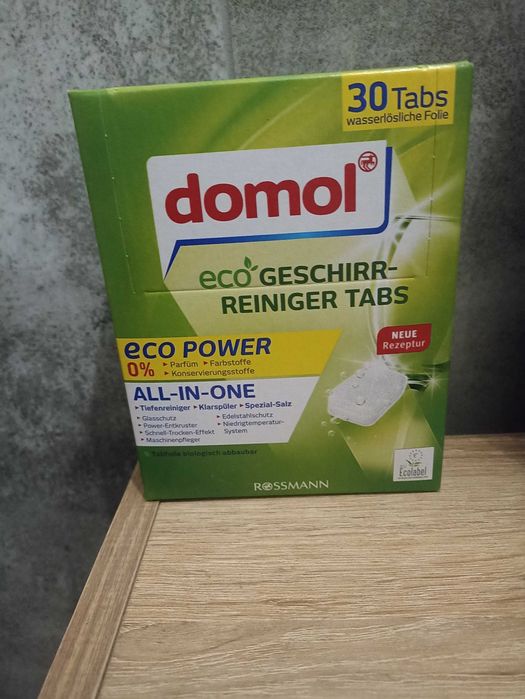 30 Tabs
wasserlösliche Folie
domol
eco GESCHIRR-
REINIGER TABS
eco POWER
0% ▸ Parfüm ▸ Farbstoffe
▸ Konservierungsstoffe
NEUE
Rezeptur
ALL-IN-ONE
▸ Tiefenreiniger ▸ Klarspüler ▸ Spezial-Salz
▸ Glasschutz
▸ Power-Entkruster
▸ Schnell-Trocken-Effekt
▸ Maschinenpfleger
▸ Edelstahlschutz
▸ Niedrigtemperatur-
System
Tabhülle biologisch abbaubar
Ecolabel
ROSSMANN